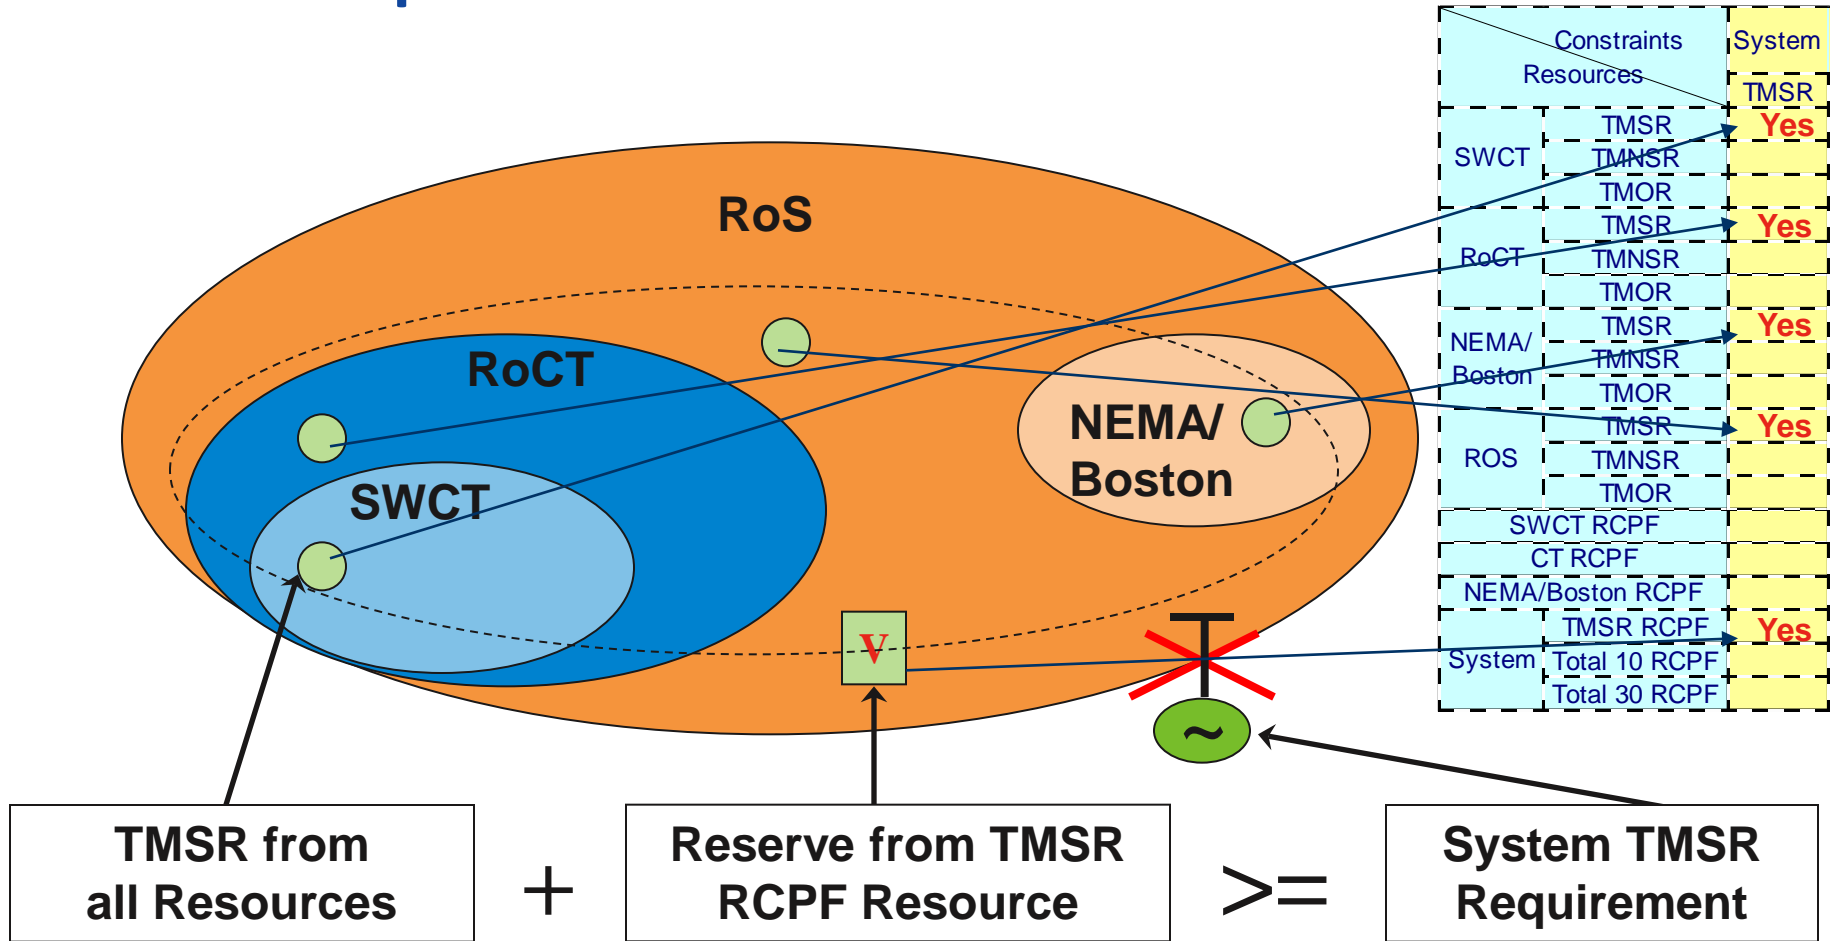 Constraints
Resources
System
TMSR
SWCT
TMSR
Yes
TMNSR
TMOR
RoCT
TMSR
Yes
TMNSR
TMOR
NEMA/
Boston
TMSR
Yes
TMNSR
TMOR
ROS
TMSR
Yes
TMNSR
TMOR
SWCT RCPF
CT RCPF
NEMA/Boston RCPF
System
TMSR RCPF
Yes
Total 10 RCPF
Total 30 RCPF
RoS
RoCT
NEMA/
Boston
SWCT
V
~
TMSR from
all Resources
+
Reserve from TMSR
RCPF Resource
>=
System TMSR
Requirement